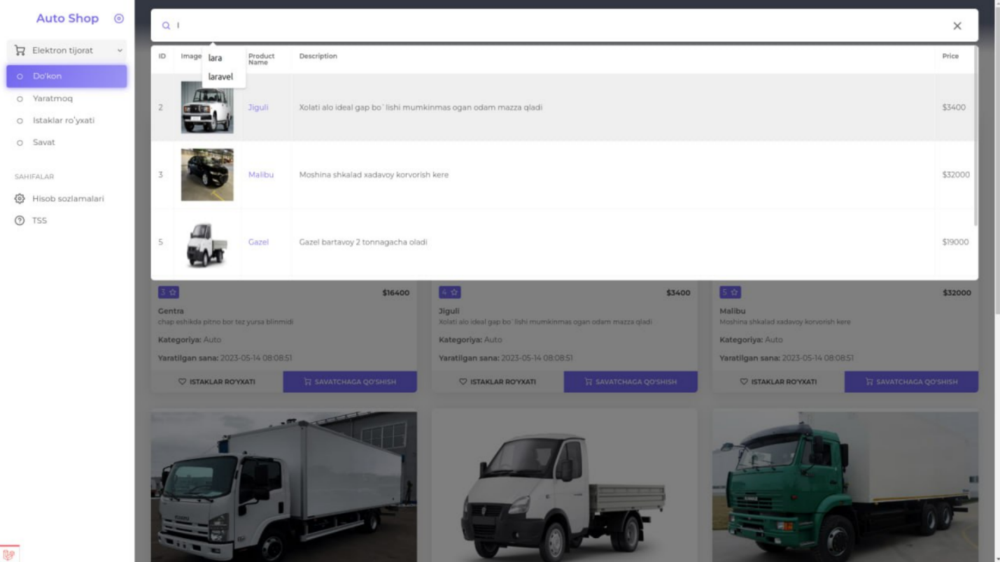 Auto Shop
Elektron tijorat
Do'kon
Yaratmoq
Istaklar ro'yxati
Savat
SAHIFALAR
Hisob sozlamalari
TSS
l
lara
laravel
ID Image Product Name Description Price
2 Jiguli Xolati alo ideal gap bo`lishi mumkinmas ogan odam mazza qladi $3400
3 Malibu Moshina shkalad xadavoy korvorish kere $32000
5 Gazel Gazel bartavoy 2 tonnagacha oladi $19000
3 $16400
Gentra
chap eshikda pitno bor tez yursa blinmidi
Kategoriya: Auto
Yaratilgan sana: 2023-05-14 08:08:51
ISTAKLAR RO'YXATI SAVATCHAGA QO'SHISH
4 $3400
Jiguli
Xolati alo ideal gap bo`lishi mumkinmas ogan odam mazza qladi
Kategoriya: Auto
Yaratilgan sana: 2023-05-14 08:08:51
ISTAKLAR RO'YXATI SAVATCHAGA QO'SHISH
5 $32000
Malibu
Moshina shkalad xadavoy korvorish kere
Kategoriya: Auto
Yaratilgan sana: 2023-05-14 08:08:51
ISTAKLAR RO'YXATI SAVATCHAGA QO'SHISH
ISUZU